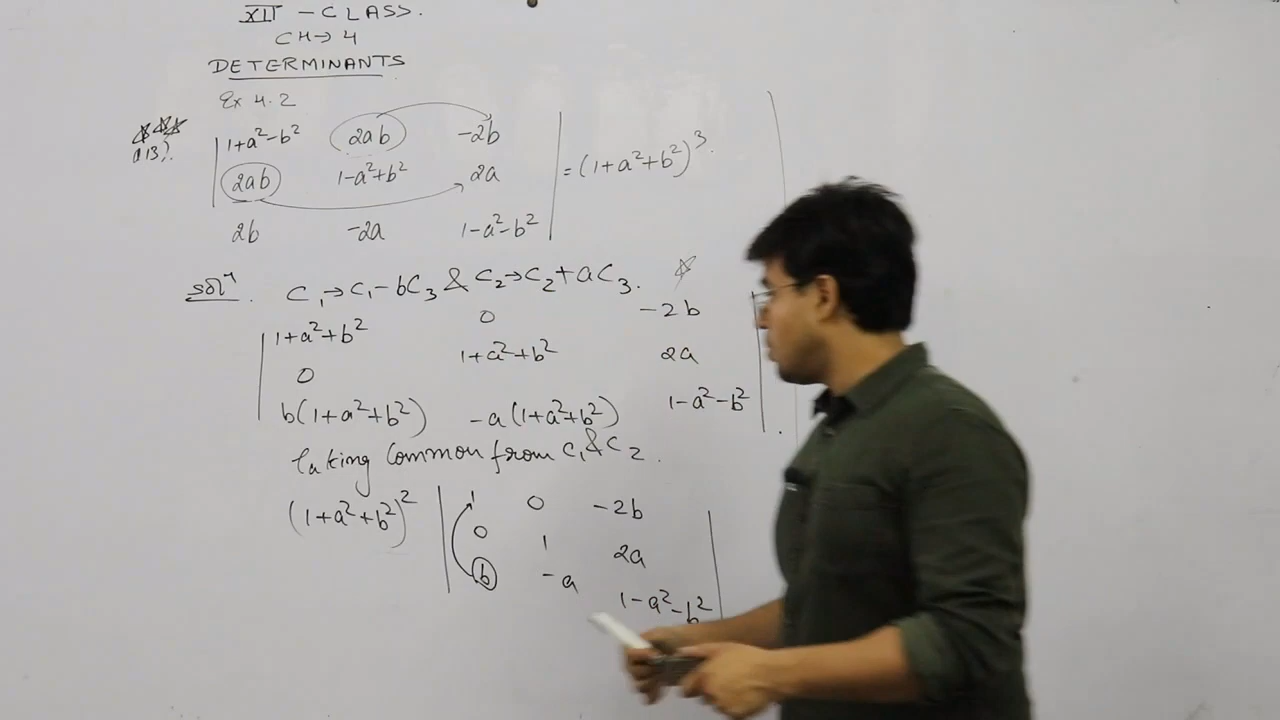 XII - CLASS.
CH→ 4
DETERMINANTS
Ex 4.2
1+a²-b² 2ab -2b
2ab 1-a²+b² 2a = (1+a²+b²)³.
2b -2a 1-a²-b²
solⁿ. C₁→C₁-bC₃ & C₂→C₂+aC₃.
1+a²+b² 0 -2b
0 1+a²+b² 2a
b(1+a²+b²) -a(1+a²+b²) 1-a²-b² .
Taking Common from C₁ & C₂.
(1+a²+b²)² 1 0 -2b
0 1 2a
b -a 1-a²-b²